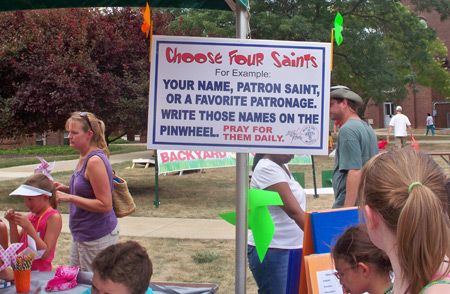 Choose Four Saints
For Example:
YOUR NAME, PATRON SAINT,
OR A FAVORITE PATRONAGE.
WRITE THOSE NAMES ON THE
PINWHEEL. PRAY FOR
THEM DAILY.
BACKYARD